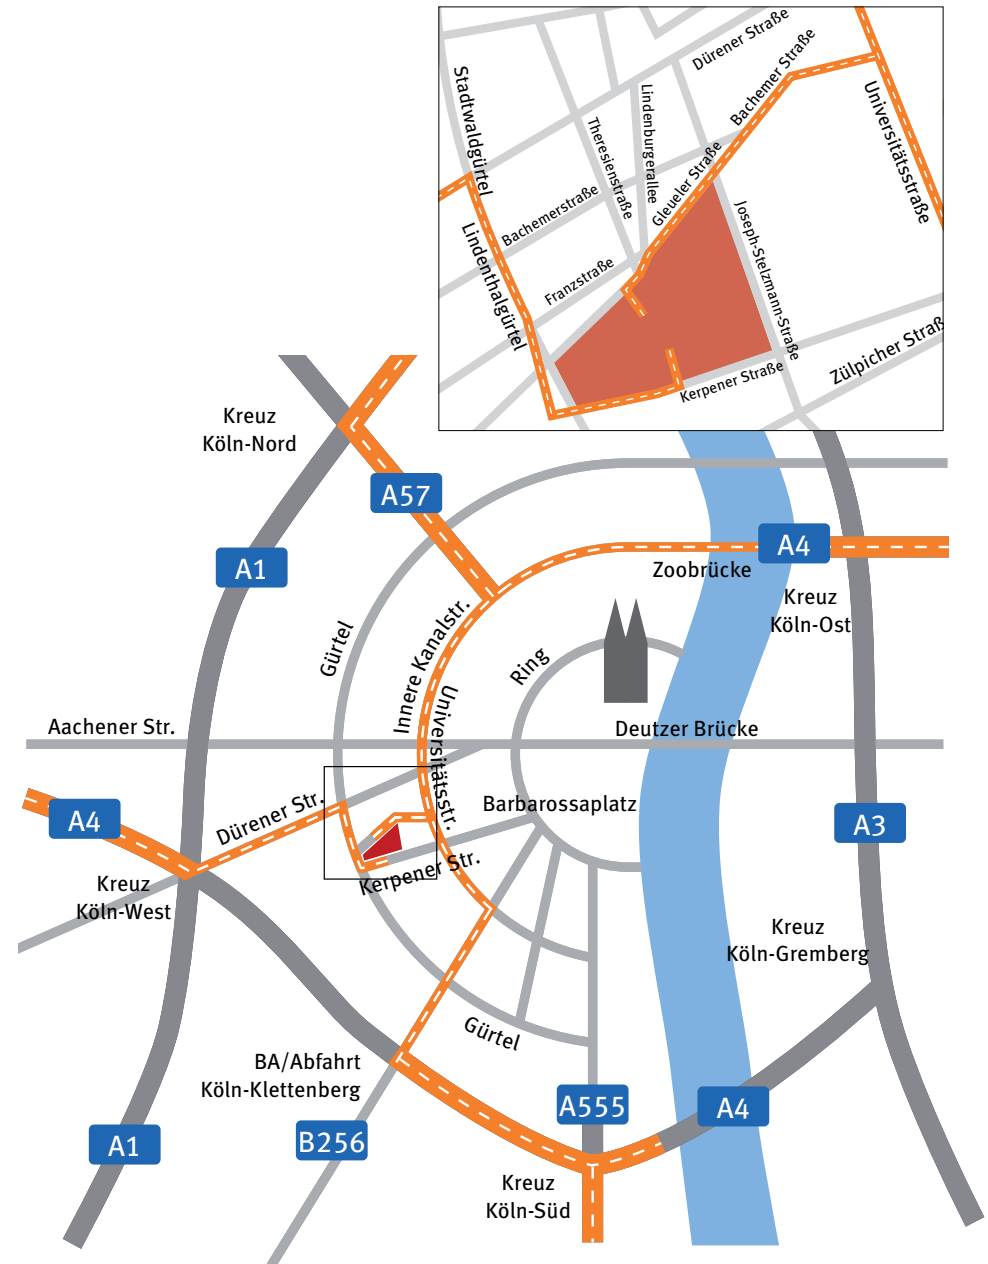 Dürener Straße
Bachemer Straße
Stadtwaldgürtel
Lindenburgerallee
Theresienstraße
Universitätsstraße
Gleueler Straße
Bachemerstraße
Joseph-Stelzmann-Straße
Lindenthalgürtel
Franzstraße
Zülpicher Straß
Kerpener Straße
Kreuz
Köln-Nord
A57
A4
A1
Zoobrücke
Kreuz
Köln-Ost
Gürtel
Innere Kanalstr.
Ring
Universitätsstr.
Aachener Str.
Deutzer Brücke
Dürener Str.
Barbarossaplatz
A4
A3
Kerpener Str.
Kreuz
Köln-West
Kreuz
Köln-Gremberg
Gürtel
BA/Abfahrt
Köln-Klettenberg
A555
A4
B256
A1
Kreuz
Köln-Süd